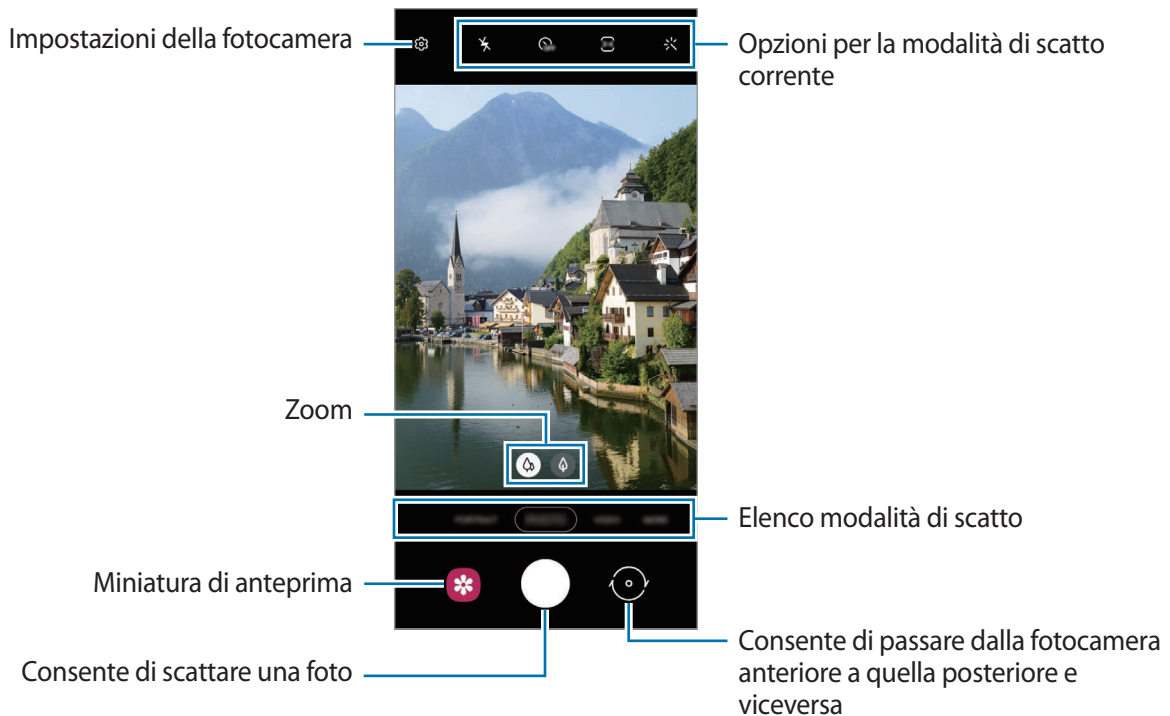 Impostazioni della fotocamera
Opzioni per la modalità di scatto
corrente
Zoom
Elenco modalità di scatto
Miniatura di anteprima
Consente di scattare una foto
Consente di passare dalla fotocamera
anteriore a quella posteriore e
viceversa